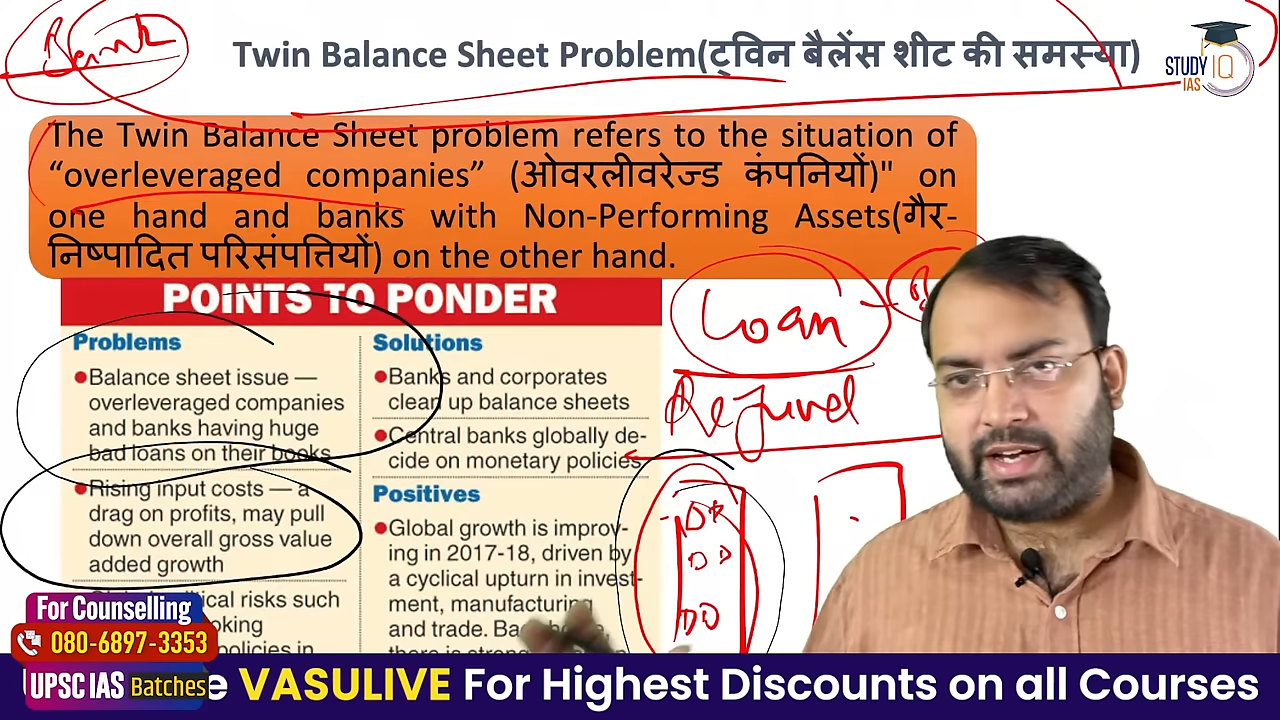 Bank
Twin Balance Sheet Problem(ट्विन बैलेंस शीट की समस्या)
STUDY IQ
IAS
The Twin Balance Sheet problem refers to the situation of
“overleveraged companies” (ओवरलीवरेज्ड कंपनियों)" on
one hand and banks with Non-Performing Assets(गैर-
निष्पादित परिसंपत्तियों) on the other hand.
POINTS TO PONDER
Problems
●Balance sheet issue —
overleveraged companies
and banks having huge
bad loans on their books
●Rising input costs — a
drag on profits, may pull
down overall gross value
added growth
risks such
policies in
Solutions
●Banks and corporates
clean up balance sheets
●Central banks globally de-
cide on monetary policies
Positives
●Global growth is improv-
ing in 2017-18, driven by
a cyclical upturn in invest-
ment, manufacturing
and trade.
Loan
For Counselling
080-6897-3353
UPSC IAS Batches
VASULIVE For Highest Discounts on all Courses